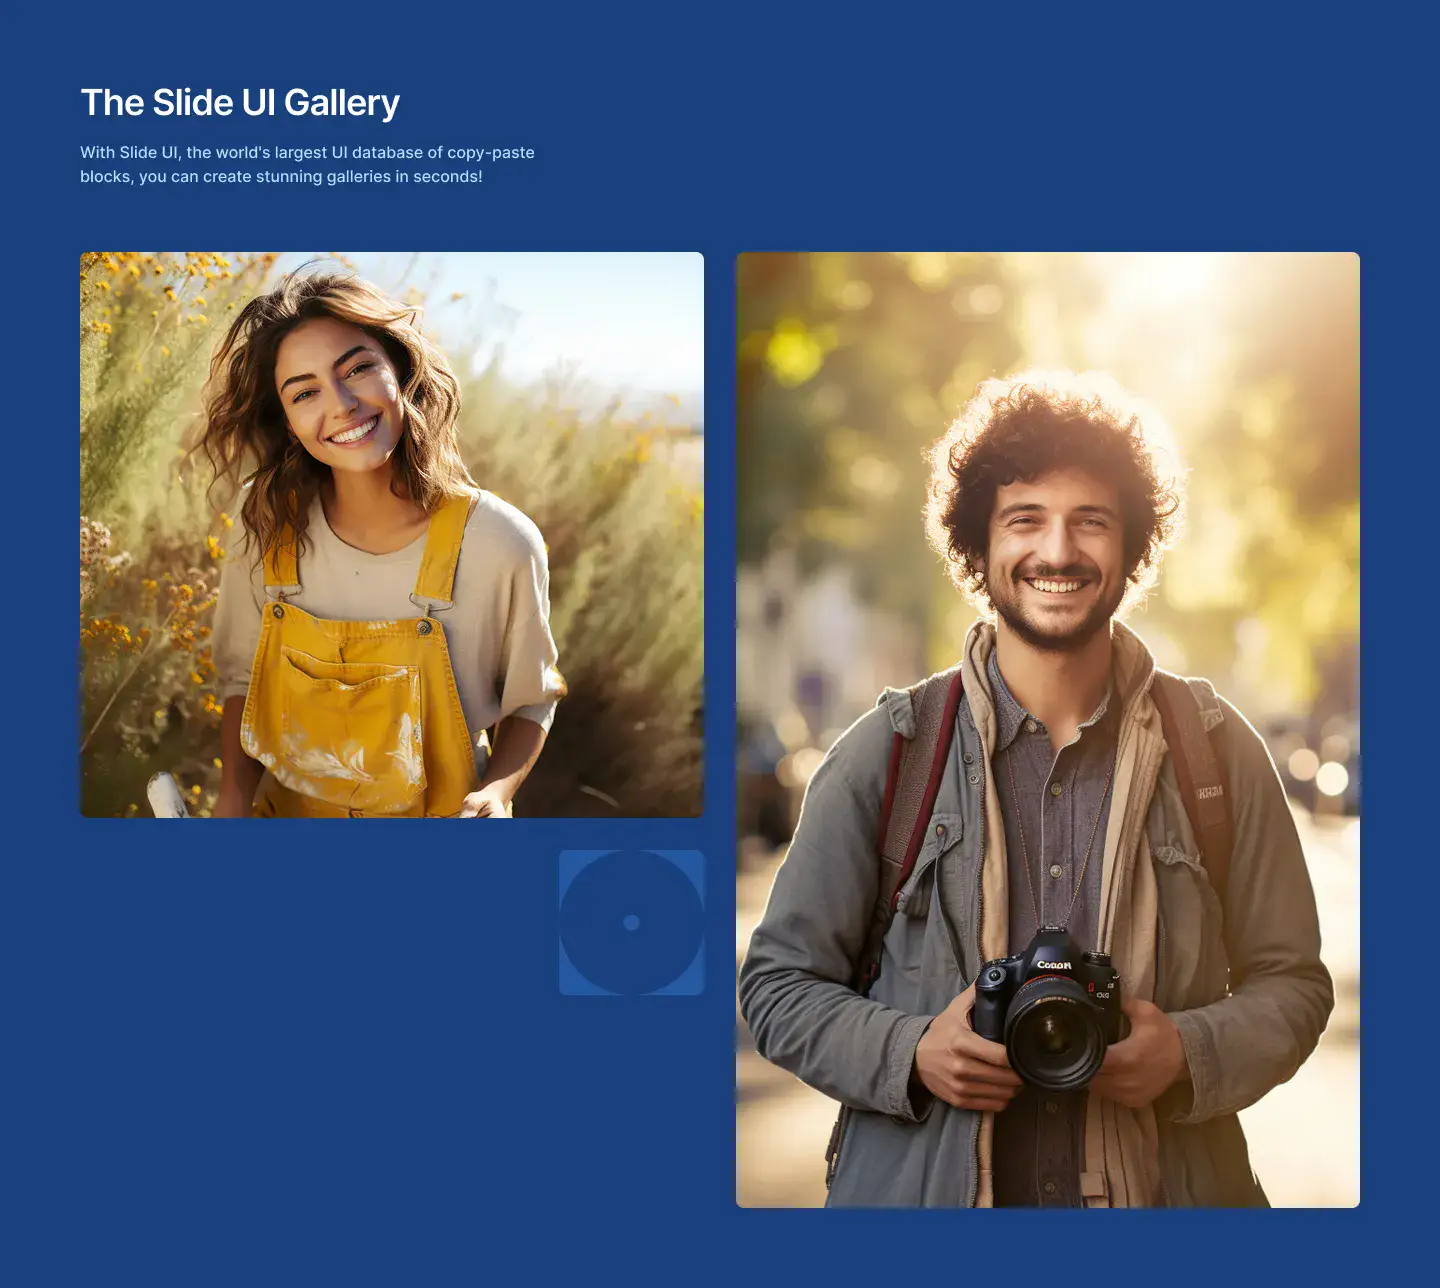 The Slide UI Gallery
With Slide UI, the world's largest UI database of copy-paste
blocks, you can create stunning galleries in seconds!
Canon